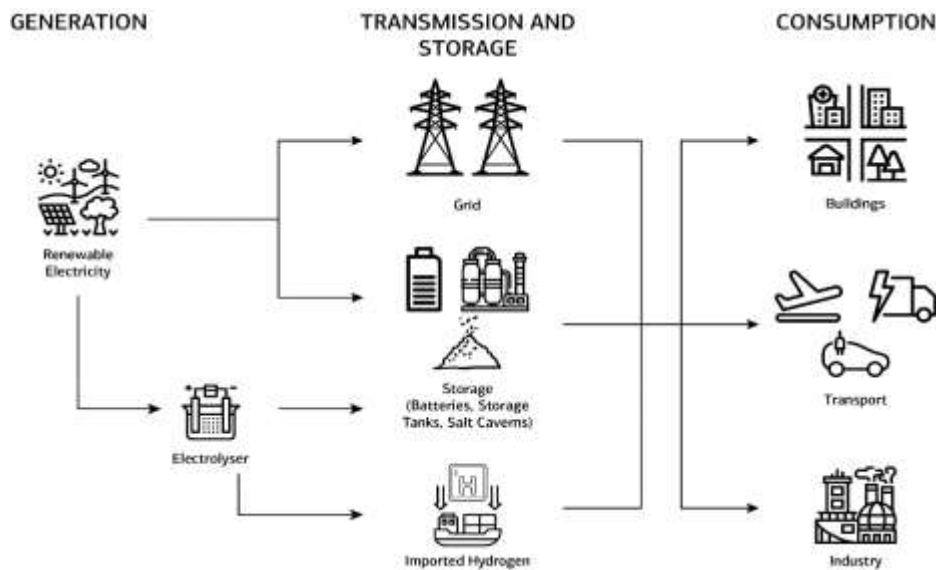 GENERATION
TRANSMISSION AND
STORAGE
CONSUMPTION
Renewable
Electricity
Electrolyser
Grid
Storage
(Batteries, Storage
Tanks, Salt Caverns)
H
Imported Hydrogen
Buildings
Transport
Industry